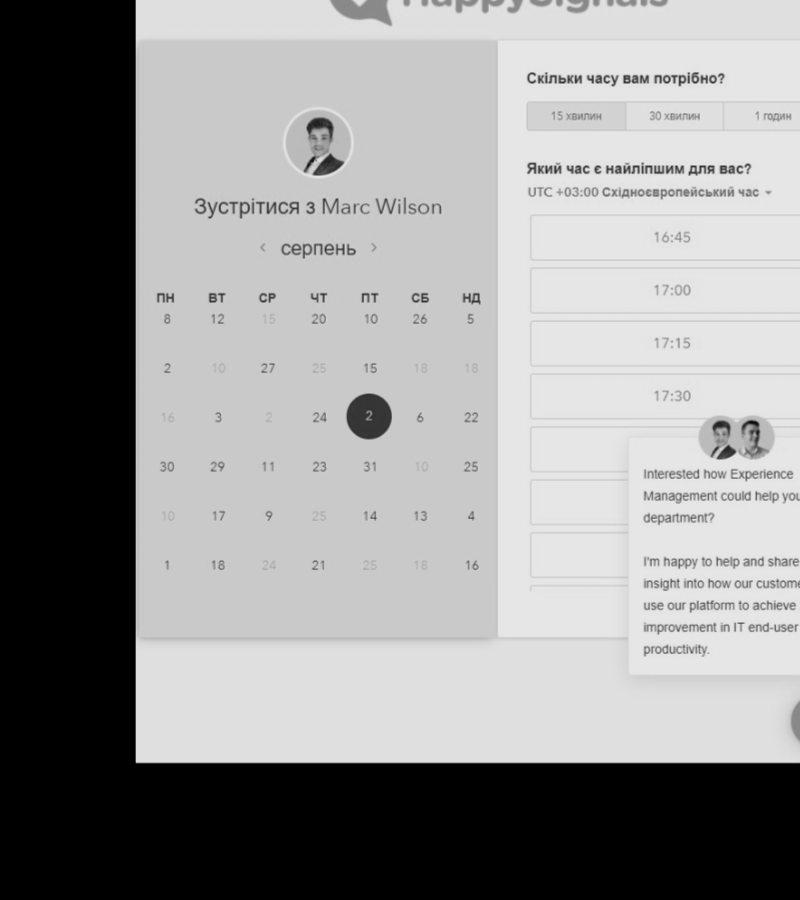 HappySignals
Зустрітися з Marc Wilson
серпень
ПН ВТ СР ЧТ ПТ СБ НД
8 12 15 20 10 26 5
2 10 27 25 15 18 18
16 3 2 24 2 6 22
30 29 11 23 31 10 25
10 17 9 25 14 13 4
1 18 24 21 25 18 16
Скільки часу вам потрібно?
15 хвилин 30 хвилин 1 годин
Який час є найліпшим для вас?
UTC +03:00 Східноєвропейський час
16:45
17:00
17:15
17:30
Interested how Experience
Management could help you
department?
I'm happy to help and share
insight into how our custome
use our platform to achieve
improvement in IT end-user
productivity.